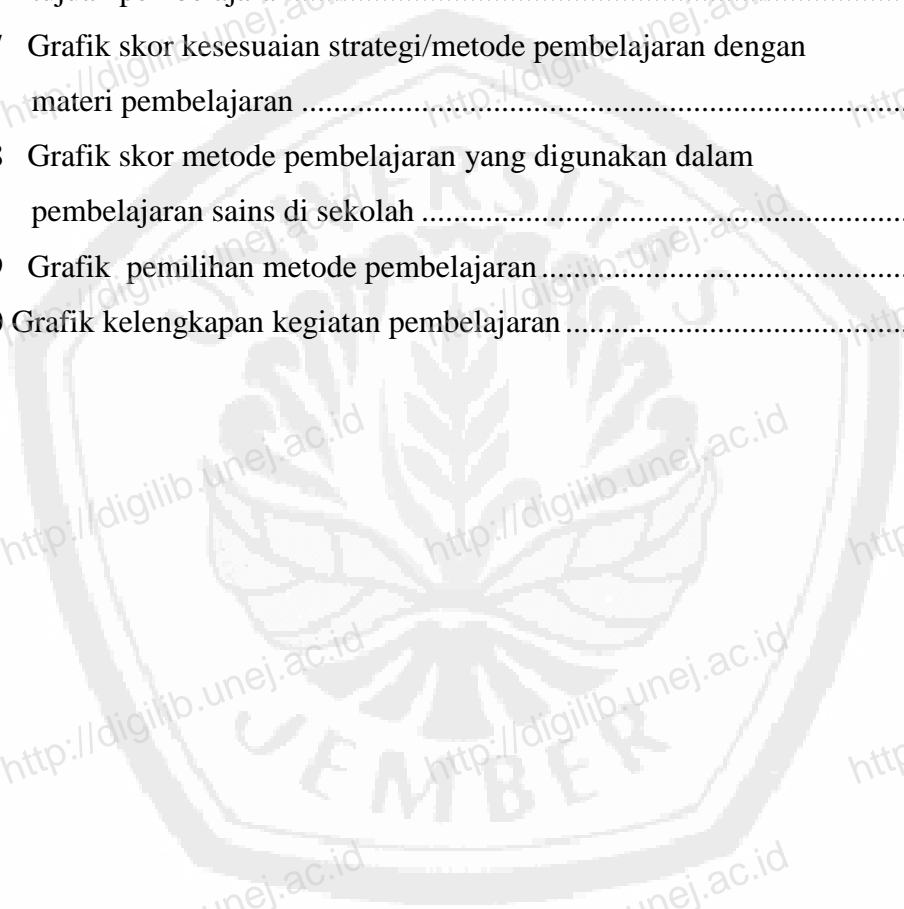 Grafik skor kesesuaian strategi/metode pembelajaran dengan
materi pembelajaran ............................................................................
Grafik skor metode pembelajaran yang digunakan dalam
pembelajaran sains di sekolah .............................................................
Grafik pemilihan metode pembelajaran ..............................................
Grafik kelengkapan kegiatan pembelajaran ...........................................
UNIVERSITAS
JEMBER
http://digilib.unej.ac.id
http://digilib.unej.ac.id
http://digilib.unej.ac.id
http://digilib.unej.ac.id
http://digilib.unej.ac.id
http://digilib.unej.ac.id